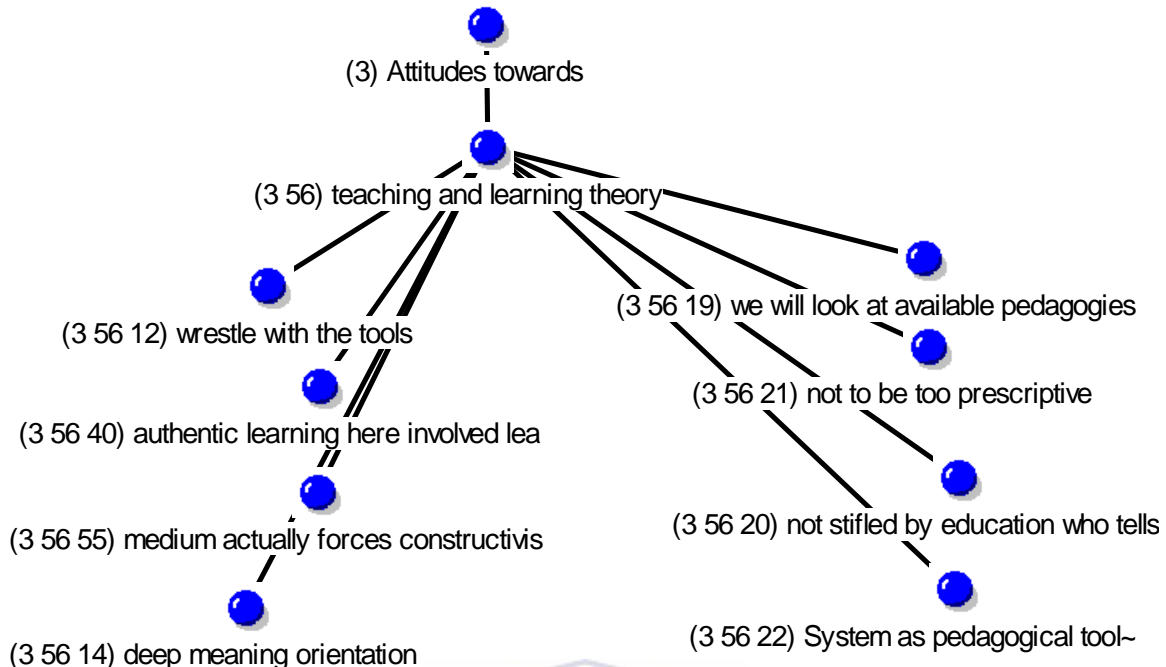 (3) Attitudes towards
(3 56) teaching and learning theory
(3 56 12) wrestle with the tools
(3 56 40) authentic learning here involved lea
(3 56 55) medium actually forces constructivis
(3 56 14) deep meaning orientation
(3 56 19) we will look at available pedagogies
(3 56 21) not to be too prescriptive
(3 56 20) not stifled by education who tells
(3 56 22) System as pedagogical tool~